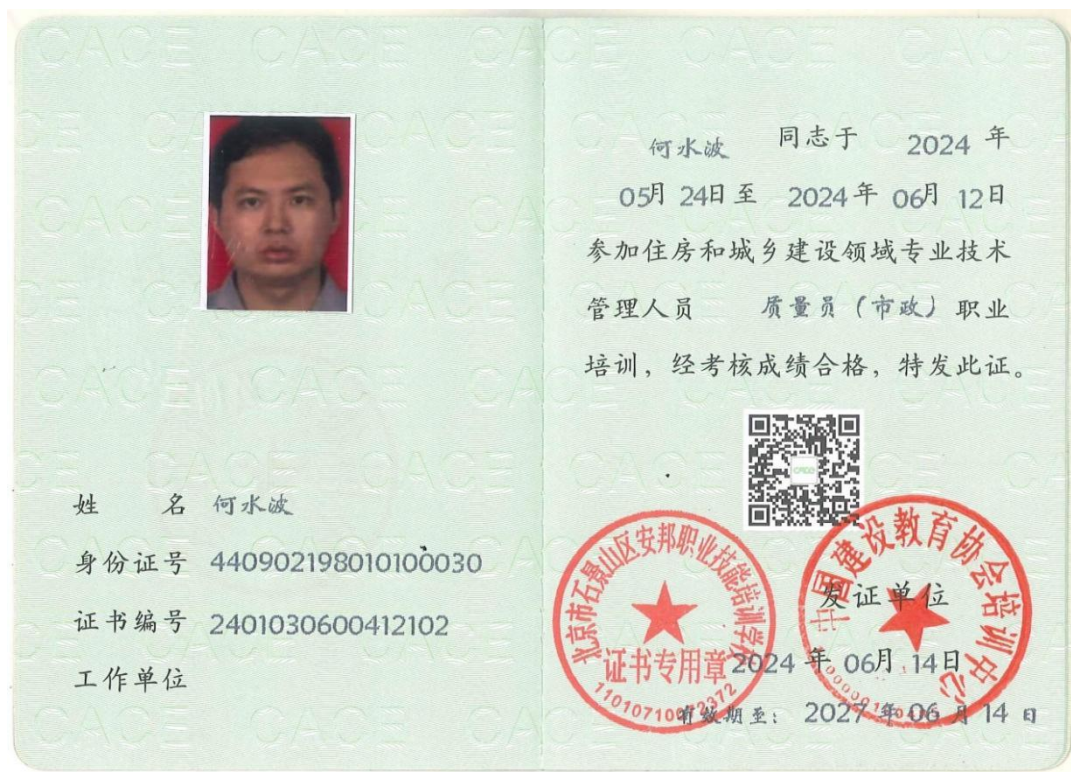 姓 名 何水波
身份证号 440902198010100030
证书编号 2401030600412102
工作单位
何水波 同志于 2024 年
05月 24日 至 2024 年 06月 12日
参加住房和城乡建设领域专业技术
管理人员 质量员（市政）职业
培训，经考核成绩合格，特发此证。
CACE
北京市石景山区安邦职业技能培训学校
证书专用章
中国建设教育协会培训中心
发证单位
2024 年 06月 14日
有效期至： 2027 年 06 月 14 日